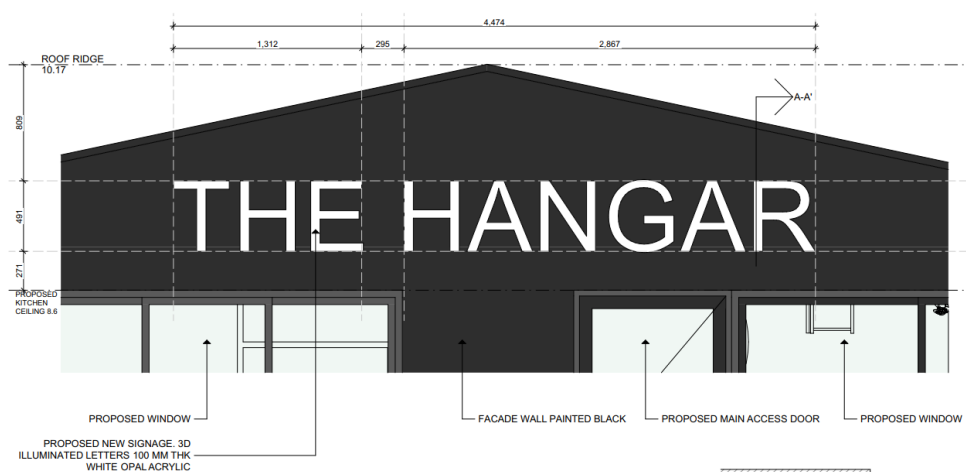 4,474
1,312
295
2,867
ROOF RIDGE
10.17
A-A'
809
THE HANGAR
491
271
PROPOSED
KITCHEN
CEILING 8.6
PROPOSED WINDOW
FACADE WALL PAINTED BLACK
PROPOSED MAIN ACCESS DOOR
PROPOSED WINDOW
PROPOSED NEW SIGNAGE. 3D
ILLUMINATED LETTERS 100 MM THK
WHITE OPAL ACRYLIC